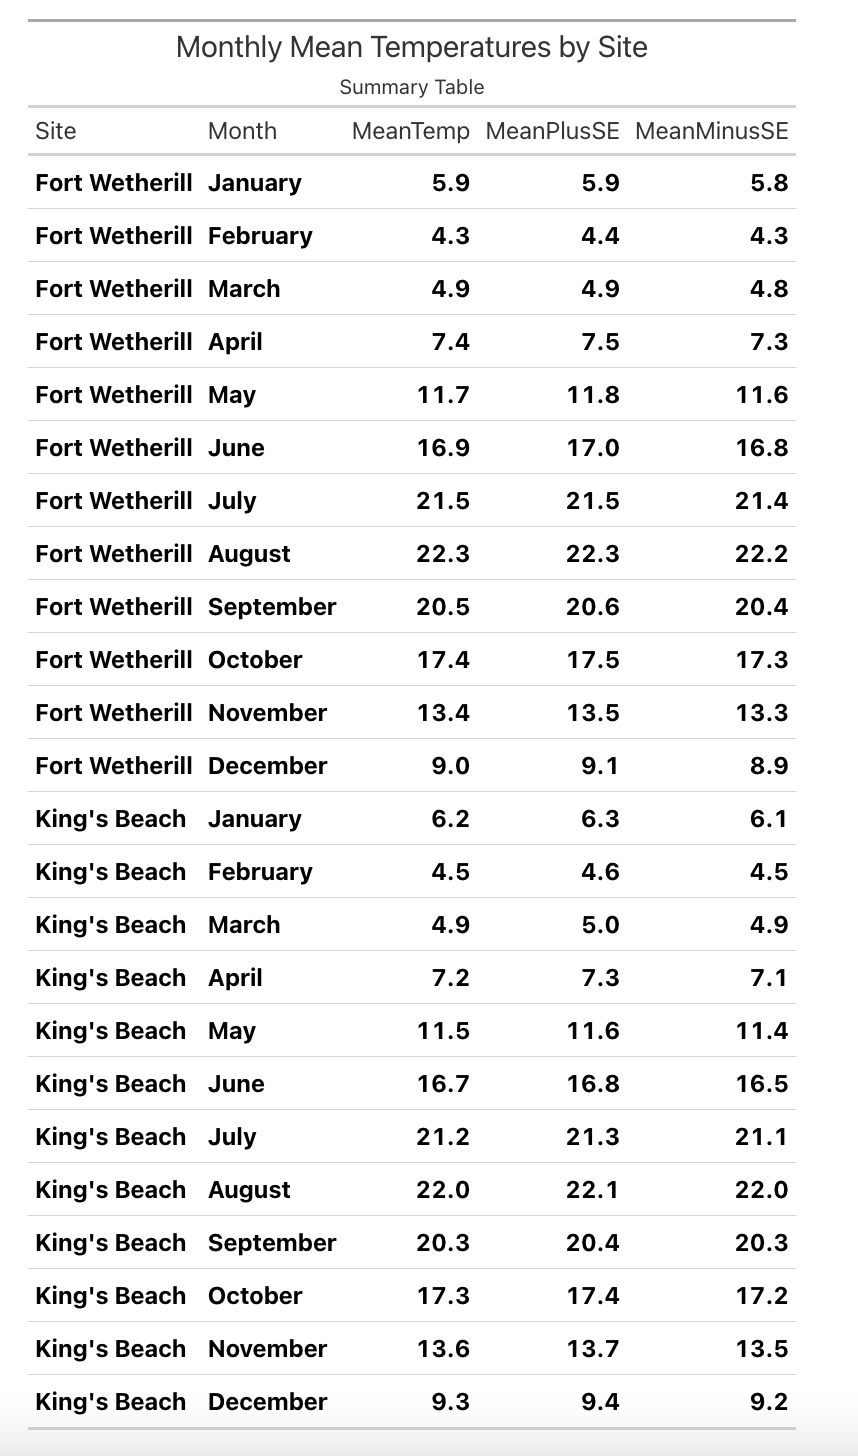 Monthly Mean Temperatures by Site
Summary Table
Site Month MeanTemp MeanPlusSE MeanMinusSE
Fort Wetherill January 5.9 5.9 5.8
Fort Wetherill February 4.3 4.4 4.3
Fort Wetherill March 4.9 4.9 4.8
Fort Wetherill April 7.4 7.5 7.3
Fort Wetherill May 11.7 11.8 11.6
Fort Wetherill June 16.9 17.0 16.8
Fort Wetherill July 21.5 21.5 21.4
Fort Wetherill August 22.3 22.3 22.2
Fort Wetherill September 20.5 20.6 20.4
Fort Wetherill October 17.4 17.5 17.3
Fort Wetherill November 13.4 13.5 13.3
Fort Wetherill December 9.0 9.1 8.9
King's Beach January 6.2 6.3 6.1
King's Beach February 4.5 4.6 4.5
King's Beach March 4.9 5.0 4.9
King's Beach April 7.2 7.3 7.1
King's Beach May 11.5 11.6 11.4
King's Beach June 16.7 16.8 16.5
King's Beach July 21.2 21.3 21.1
King's Beach August 22.0 22.1 22.0
King's Beach September 20.3 20.4 20.3
King's Beach October 17.3 17.4 17.2
King's Beach November 13.6 13.7 13.5
King's Beach December 9.3 9.4 9.2